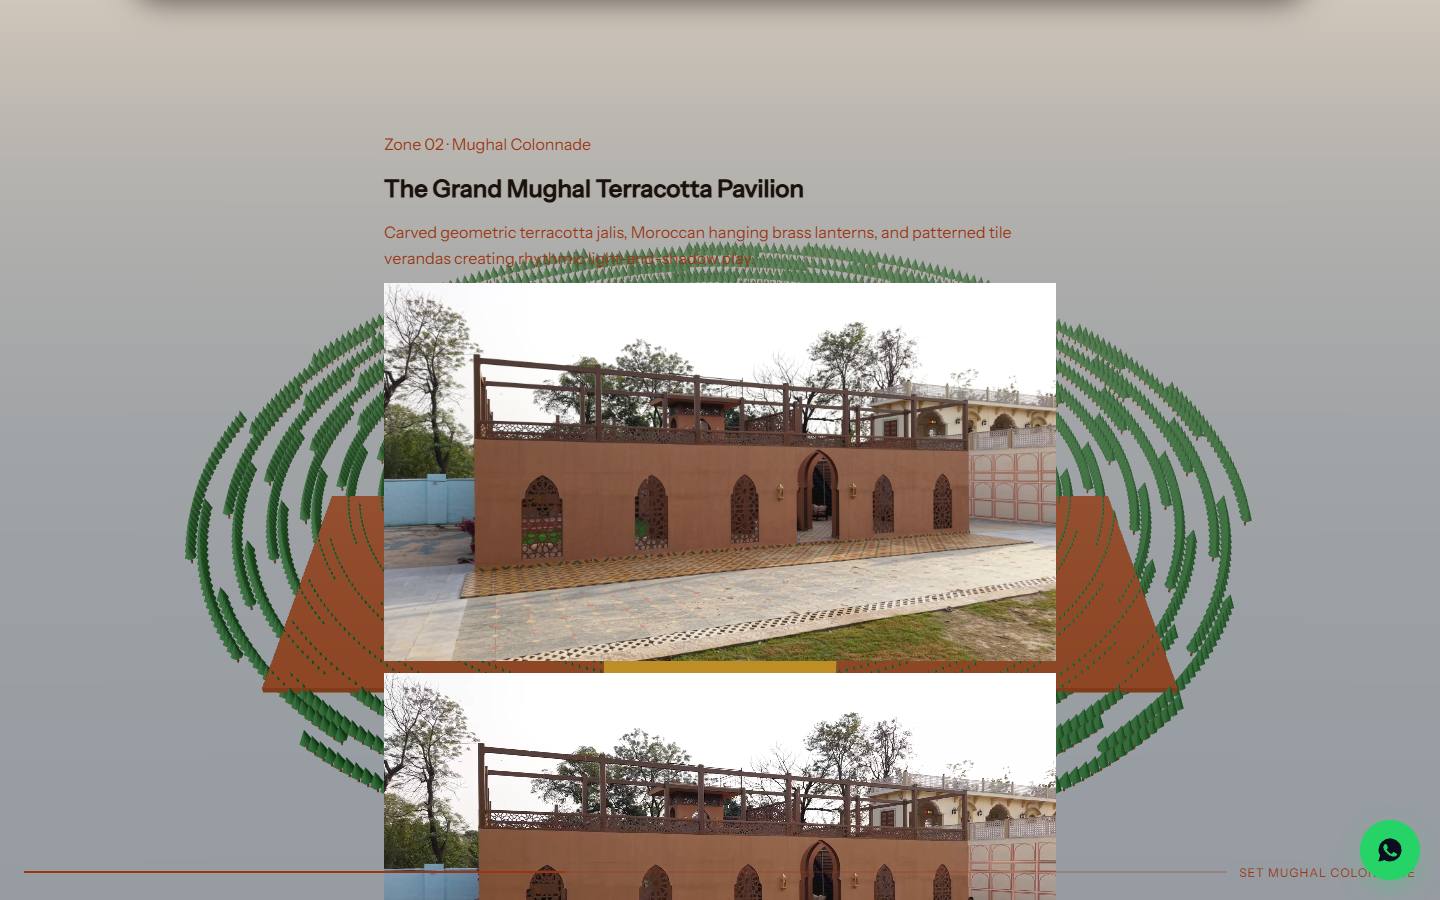 Zone 02 · Mughal Colonnade
The Grand Mughal Terracotta Pavilion
Carved geometric terracotta jalis, Moroccan hanging brass lanterns, and patterned tile
verandas creating rhythmic light-and-shadow play.
SET MUGHAL